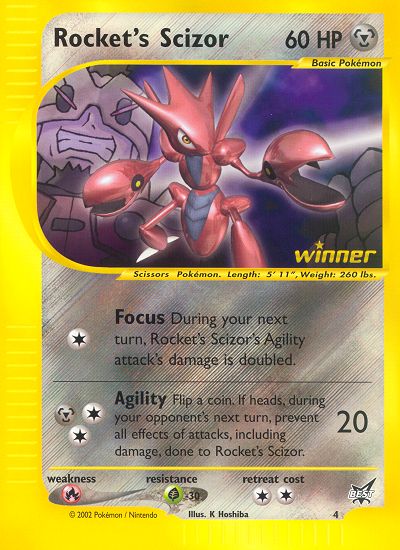 Rocket's Scizor 60 HP
Basic Pokémon
winner
Scissors Pokémon. Length: 5' 11", Weight: 260 lbs.
Focus During your next
turn, Rocket's Scizor's Agility
attack's damage is doubled.
Agility Flip a coin. If heads, during
your opponent's next turn, prevent
all effects of attacks, including
damage, done to Rocket's Scizor.
20
weakness resistance retreat cost
-30
BEST
© 2002 Pokémon / Nintendo Illus. K Hoshiba 4